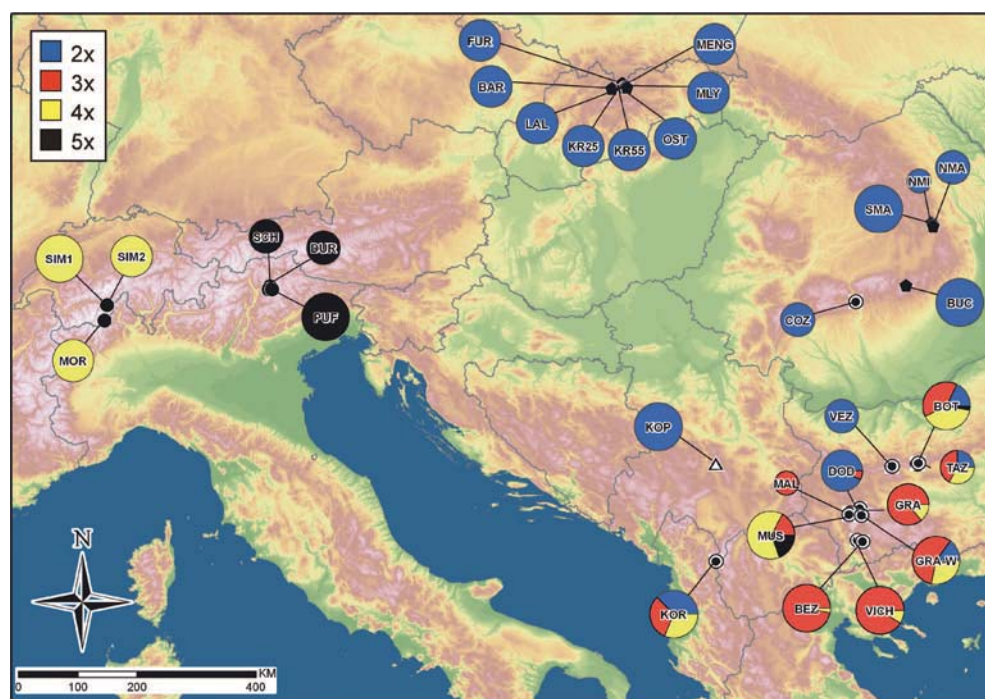 2x
3x
4x
5x
FUR
MENG
BAR
MLY
LAL
KR25
KR55
OST
NMI
NMA
SMA
SCH
DUR
SIM1
SIM2
BUC
COZ
PUF
MOR
VEZ
BOT
KOP
DOD
TAZ
MAL
GRA
MUS
GRA-W
KOR
BEZ
VICH
N
KM
0 100 200 400